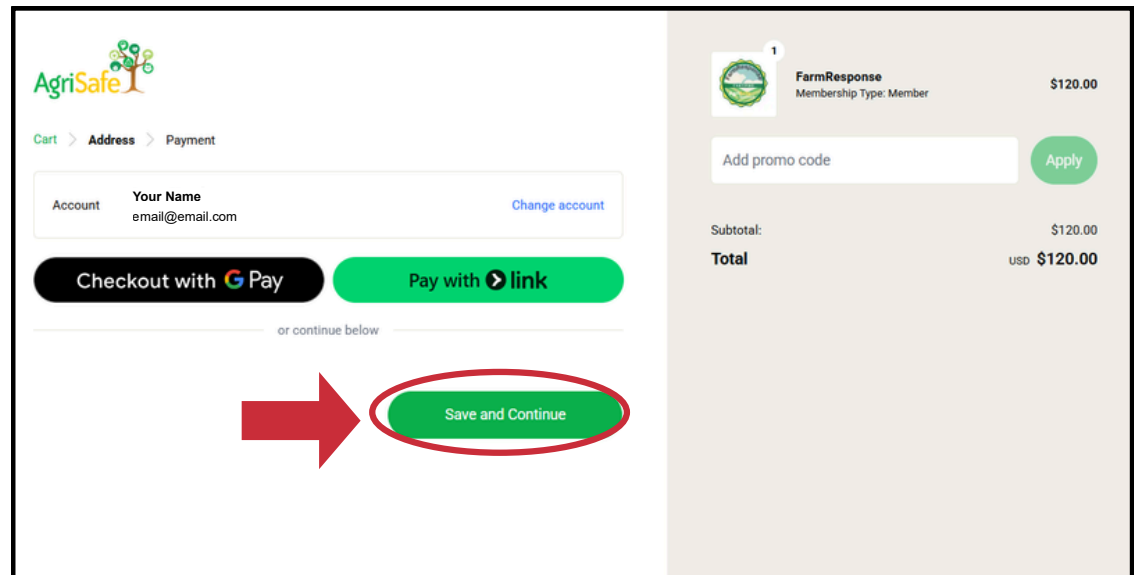 AgriSafe
Cart > Address > Payment
Account
Your Name
email@email.com
Change account
Checkout with G Pay
Pay with link
or continue below
Save and Continue
1
FarmResponse
Membership Type: Member
$120.00
Add promo code
Apply
Subtotal: $120.00
Total USD $120.00